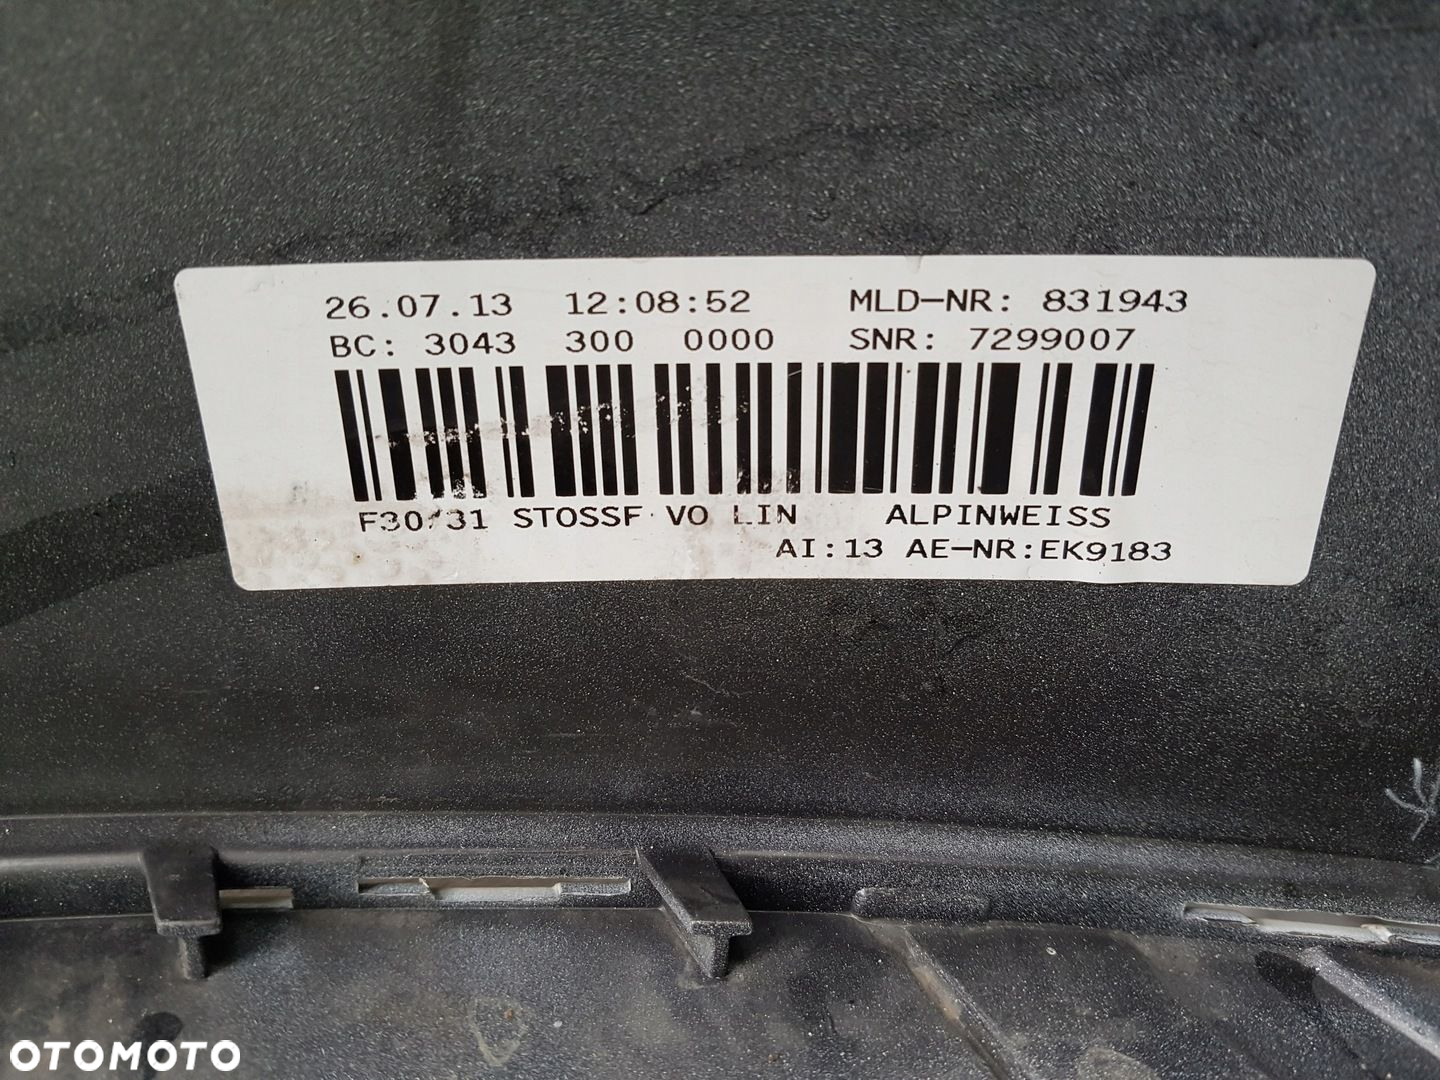 26.07.13 12:08:52 MLD-NR: 831943
BC: 3043 300 0000 SNR: 7299007
F30/31 STOSSF VO LIN ALPINWEISS
AI:13 AE-NR:EK9183
OTOMOTO